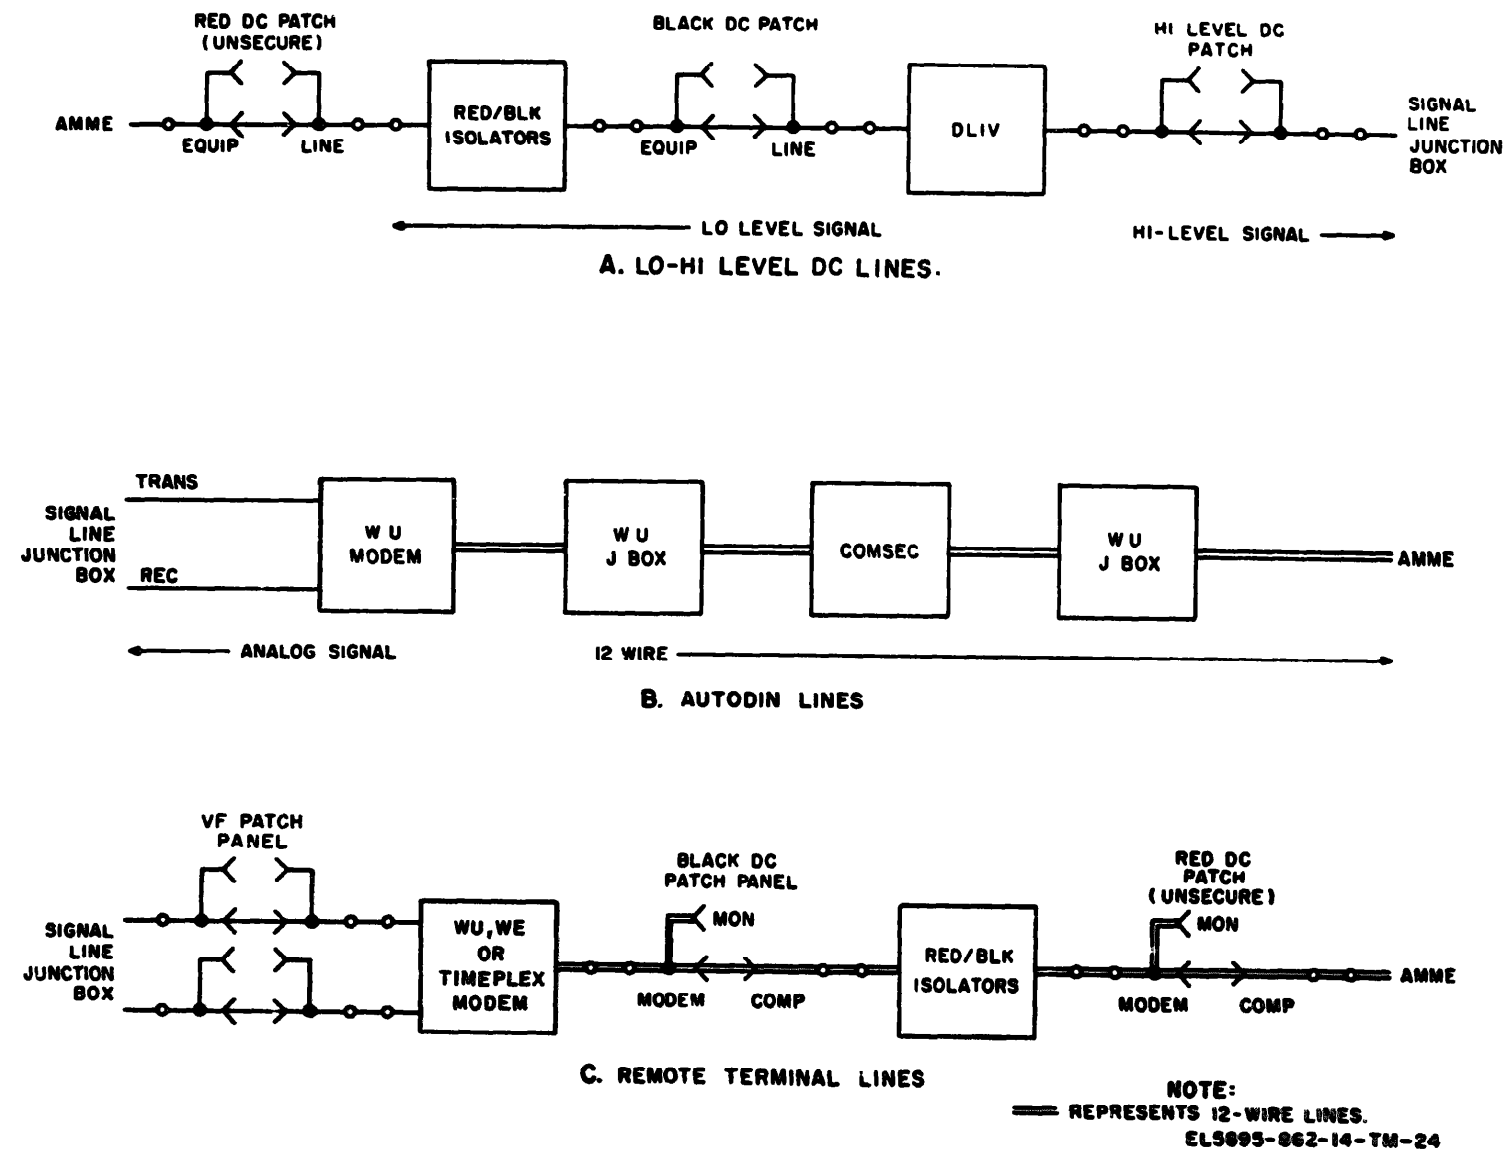 RED DC PATCH
(UNSECURE)
BLACK DC PATCH
HI LEVEL DC
PATCH
AMME
EQUIP
LINE
RED/BLK
ISOLATORS
EQUIP
LINE
DLIV
SIGNAL
LINE
JUNCTION
BOX
LO LEVEL SIGNAL
HI-LEVEL SIGNAL
A. LO-HI LEVEL DC LINES.
TRANS
SIGNAL
LINE
JUNCTION
BOX
REC
WU
MODEM
WU
J BOX
COMSEC
WU
J BOX
AMME
ANALOG SIGNAL
12 WIRE
B. AUTODIN LINES
VF PATCH
PANEL
BLACK DC
PATCH PANEL
MON
RED DC
PATCH
(UNSECURE)
MON
SIGNAL
LINE
JUNCTION
BOX
WU, WE
OR
TIMEPLEX
MODEM
MODEM
COMP
RED/BLK
ISOLATORS
MODEM
COMP
AMME
C. REMOTE TERMINAL LINES
NOTE:
REPRESENTS 12-WIRE LINES.
EL5895-862-14-TM-24